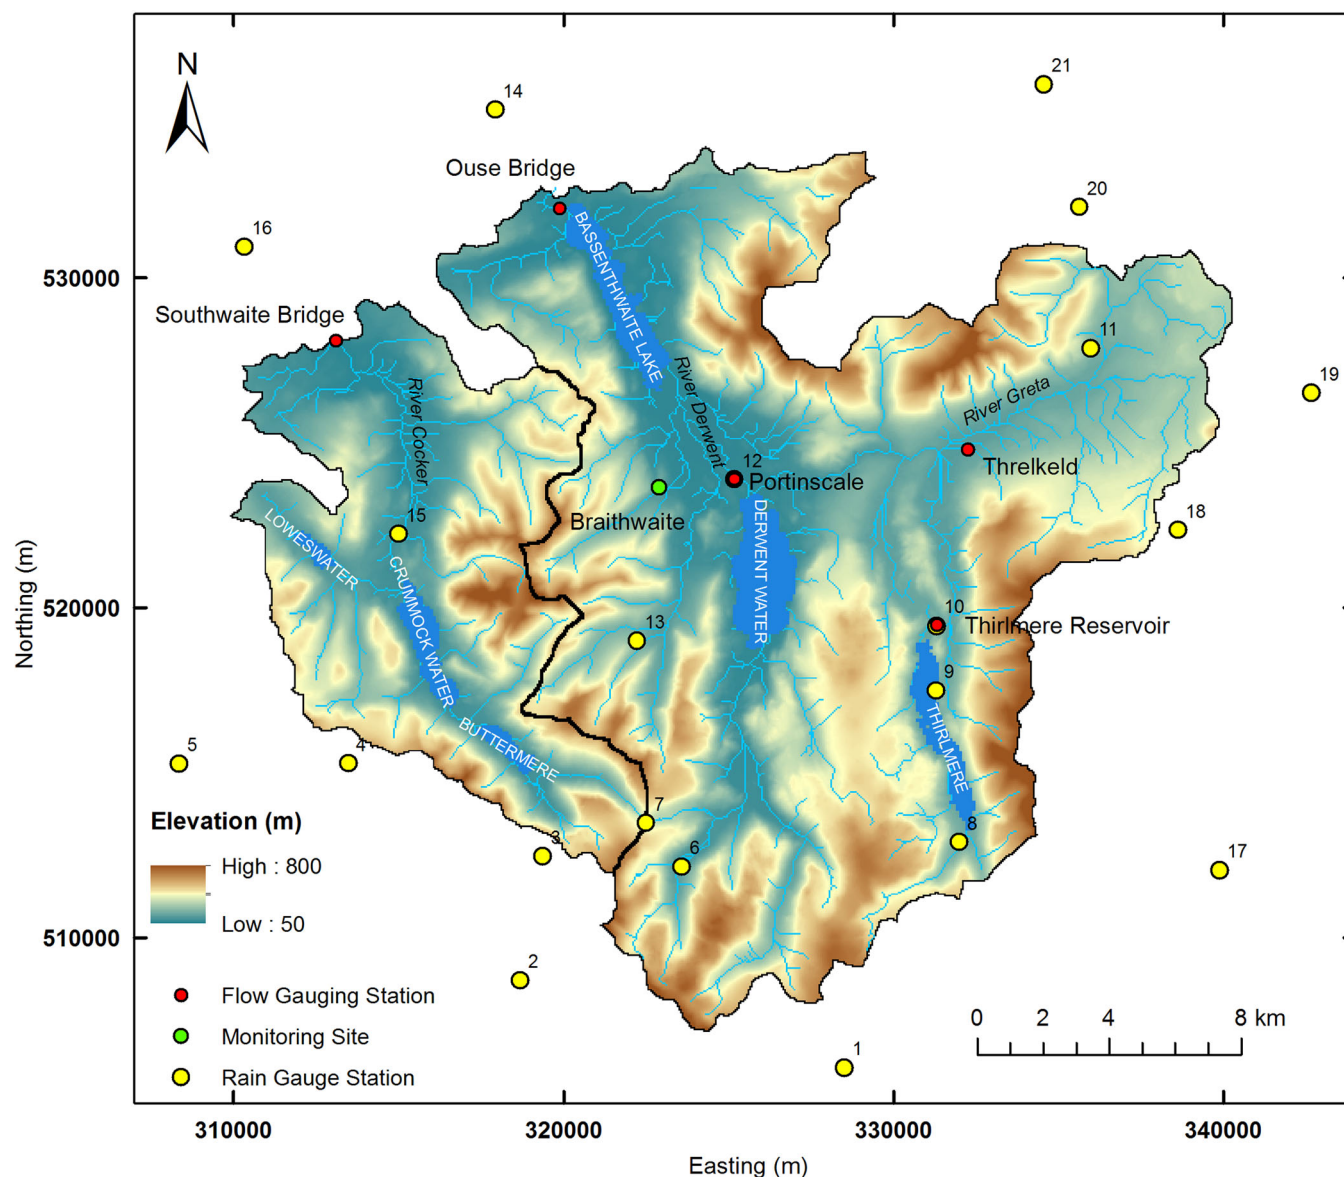 N
14
21
Ouse Bridge
20
16
BASSENTHWAITE LAKE
530000
Southwaite Bridge
11
19
River Derwent
River Greta
River Cocker
12
Portinscale
Threlkeld
Braithwaite
18
15
LOWESWATER
DERWENT WATER
CRUMMOCK WATER
520000
13
10
Thirlmere Reservoir
9
THIRLMERE
BUTTERMERE
5
4
7
8
3
6
17
Elevation (m)
High : 800
Low : 50
510000
2
Flow Gauging Station
Monitoring Site
Rain Gauge Station
0 2 4 8 km
1
Northing (m)
310000 320000 330000 340000
Easting (m)